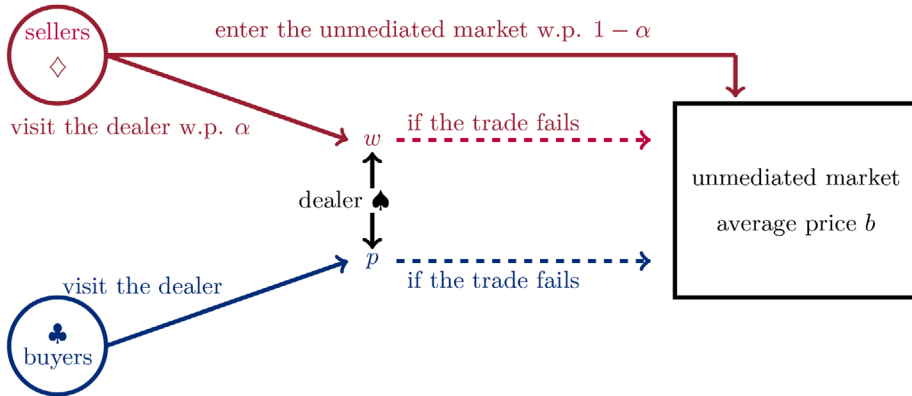 sellers
♢
enter the unmediated market w.p. 1 − α
visit the dealer w.p. α
w
if the trade fails
dealer ♠
unmediated market
average price b
p
if the trade fails
visit the dealer
♣
buyers